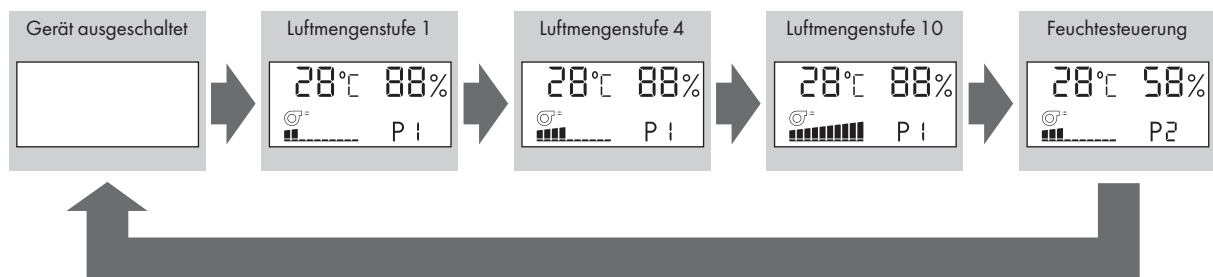 Gerät ausgeschaltet
Luftmengenstufe 1
28°C 88%
P1
Luftmengenstufe 4
28°C 88%
P1
Luftmengenstufe 10
28°C 88%
P1
Feuchtesteuerung
28°C 58%
P2